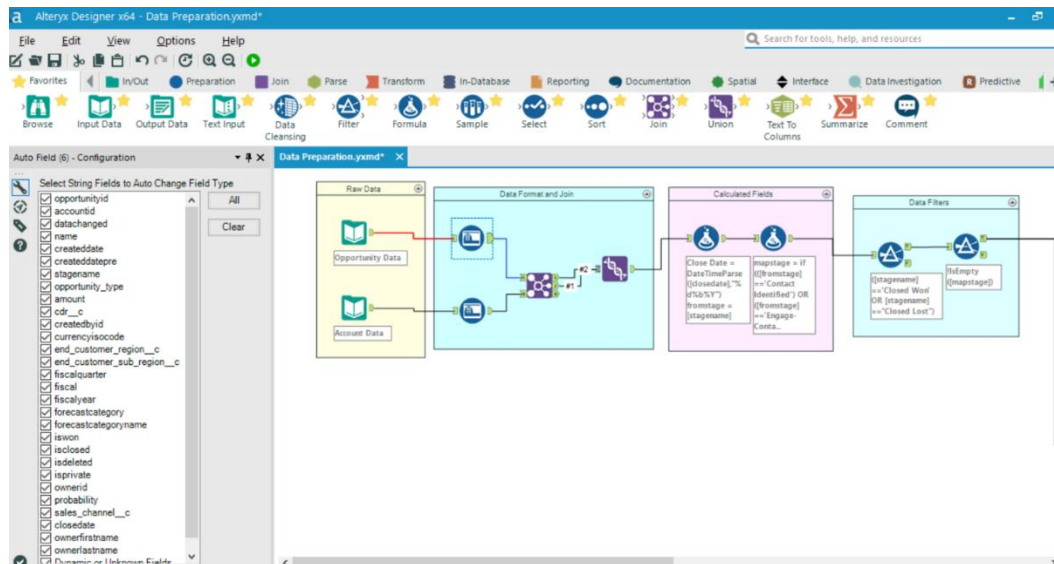 a Alteryx Designer x64 - Data Preparation.yxmd*
File Edit View Options Help
Search for tools, help, and resources
Favorites In/Out Preparation Join Parse Transform In-Database Reporting Documentation Spatial Interface Data Investigation R Predictive
Browse Input Data Output Data Text Input Data Cleansing Filter Formula Sample Select Sort Join Union Text To Columns Summarize Comment
Auto Field (6) - Configuration
Data Preparation.yxmd* X
Select String Fields to Auto Change Field Type
All
Clear
opportunityid
accountid
datachanged
name
createddate
createddatepre
stagename
opportunity_type
amount
cdr__c
createdbyid
currencyisocode
end_customer_region__c
end_customer_sub_region__c
fiscalquarter
fiscal
fiscalyear
forecastcategory
forecastcategoryname
iswon
isclosed
isdeleted
isprivate
ownerid
probability
sales_channel__c
closedate
ownerfirstname
ownerlastname
Dynamic or Unknown Fields
Raw Data
Opportunity Data
Account Data
Data Format and Join
#2
#1
Calculated Fields
Close Date =
DateTimeParse
([closedate],"%
d%b%Y")
fromstage =
[stagename]
mapstage = if
([fromstage]
=='Contact
Identified') OR
([fromstage]
=='Engage-
Conta...
Data Filters
([stagename]
=='Closed Won'
OR [stagename]
=="Closed Lost")
!IsEmpty
([mapstage])